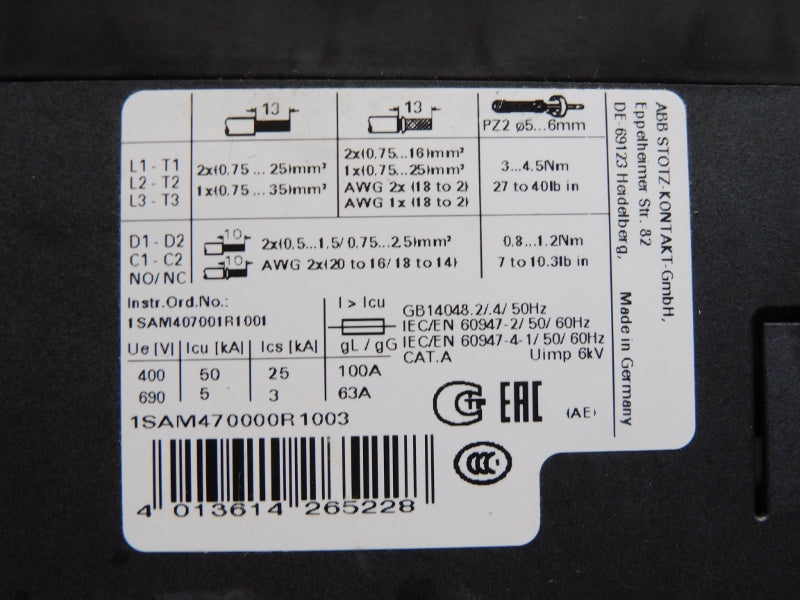 13
13
PZ2 ø5...6mm
L1 - T1
L2 - T2
L3 - T3
2x(0.75 ... 25)mm²
1x(0.75 ... 35)mm²
2x(0.75...16)mm²
1x(0.75...25)mm²
AWG 2x (18 to 2)
AWG 1x (18 to 2)
3...4.5Nm
27 to 40lb in
D1 - D2
C1 - C2
NO/ NC
10
10
2x(0.5...1.5/ 0.75...2.5)mm²
AWG 2x(20 to 16/ 18 to 14)
0.8...1.2Nm
7 to 10.3lb in
Instr.Ord.No.:
1SAM407001R1001
I > Icu
gL / gG
GB14048.2/.4/ 50Hz
IEC/EN 60947-2/ 50/ 60Hz
IEC/EN 60947-4-1/ 50/ 60Hz
CAT.A Uimp 6kV
Ue [V] Icu [kA] Ics [kA]
400 50 25 100A
690 5 3 63A
1SAM470000R1003
EAC
(AE)
CCC
4 013614 265228
ABB STOTZ-KONTAKT-GmbH,
Eppelheimer Str. 82
DE-69123 Heidelberg, Made in Germany